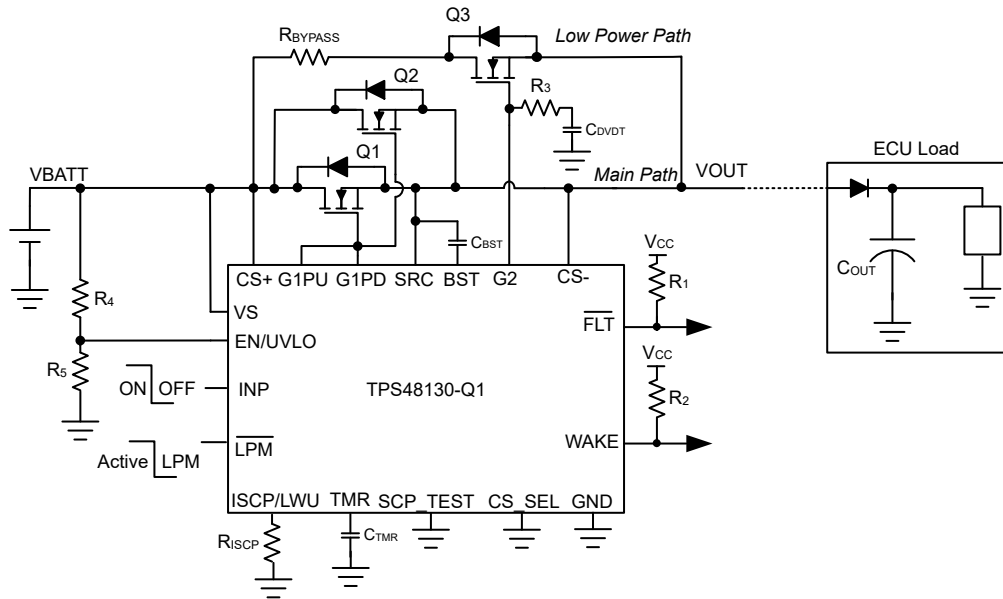 Q3
RBYPASS
Low Power Path
Q2
R3
CDVDT
Q1
ECU Load
VBATT
Main Path
VOUT
CBST
VCC
COUT
R1
CS+
G1PU
G1PD
SRC
BST
G2
CS-
R4
VS
FLT
EN/UVLO
VCC
R5
ON
OFF
INP
TPS48130-Q1
R2
WAKE
LPM
Active
LPM
ISCP/LWU
TMR
SCP_TEST
CS_SEL
GND
RISCP
CTMR